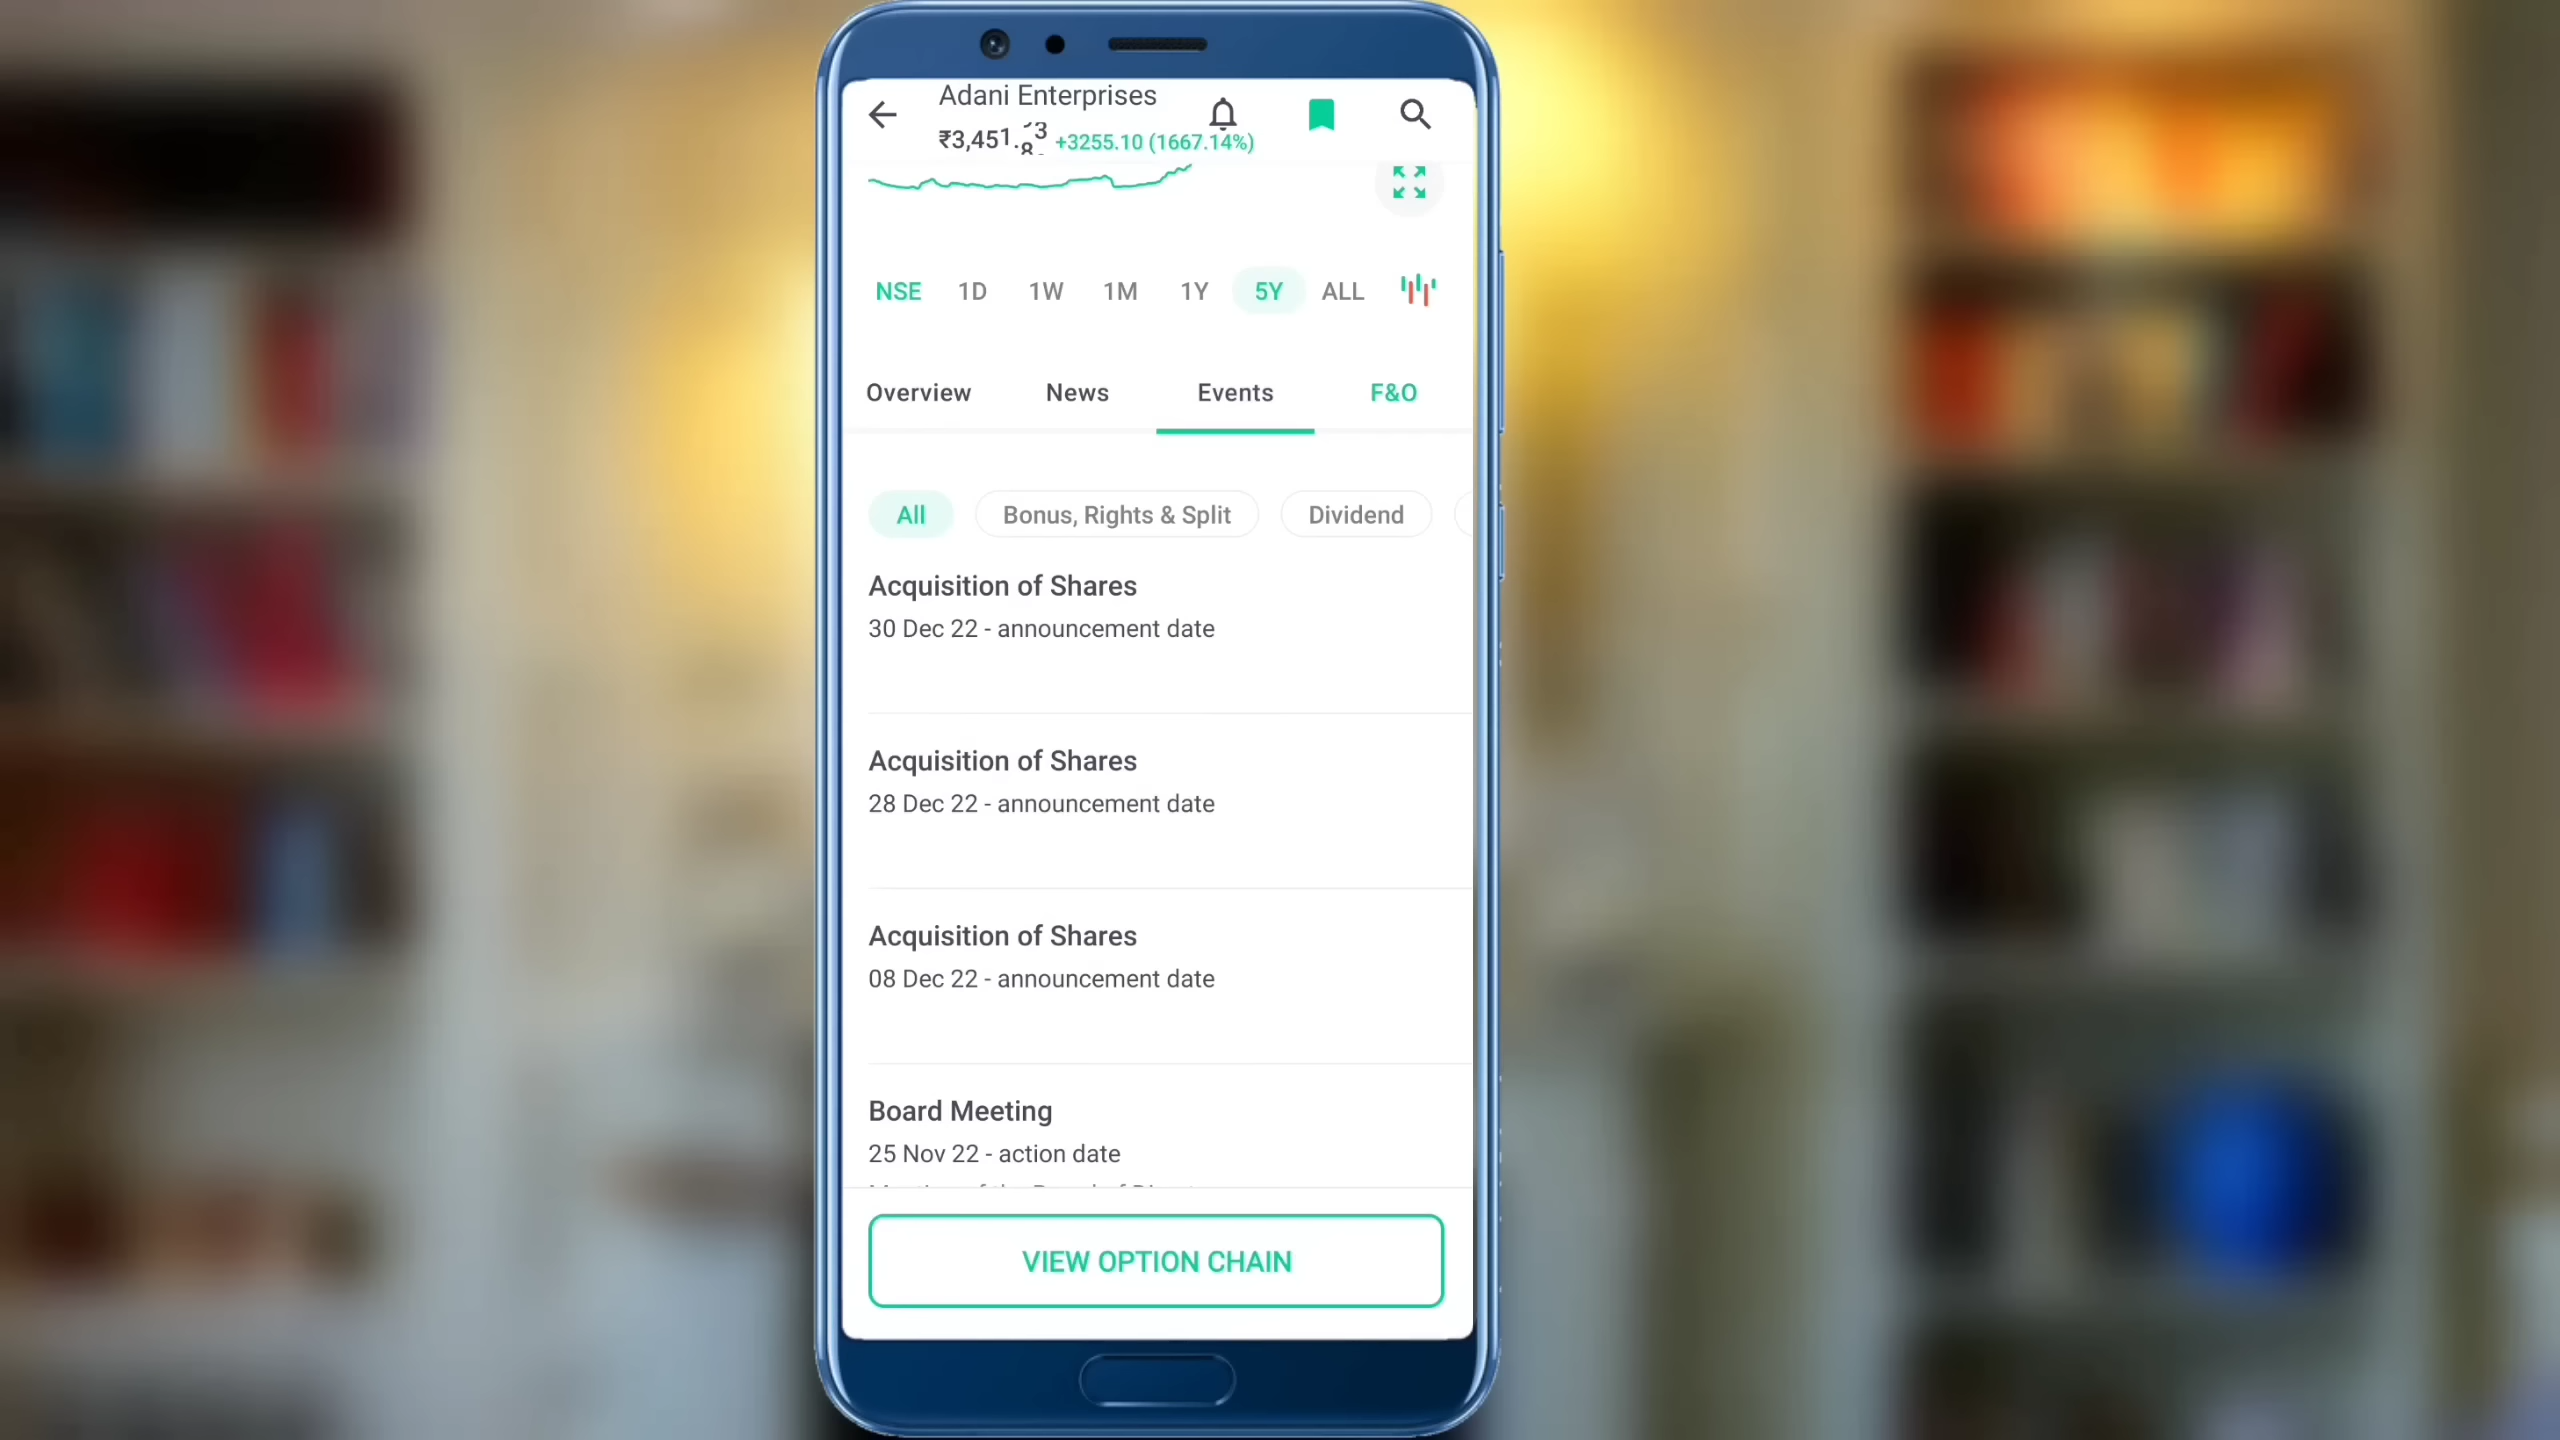 Adani Enterprises
₹3,451. +3255.10 (1667.14%)
NSE 1D 1W 1M 1Y 5Y ALL
Overview News Events F&O
All Bonus, Rights & Split Dividend
Acquisition of Shares
30 Dec 22 - announcement date
Acquisition of Shares
28 Dec 22 - announcement date
Acquisition of Shares
08 Dec 22 - announcement date
Board Meeting
25 Nov 22 - action date
VIEW OPTION CHAIN